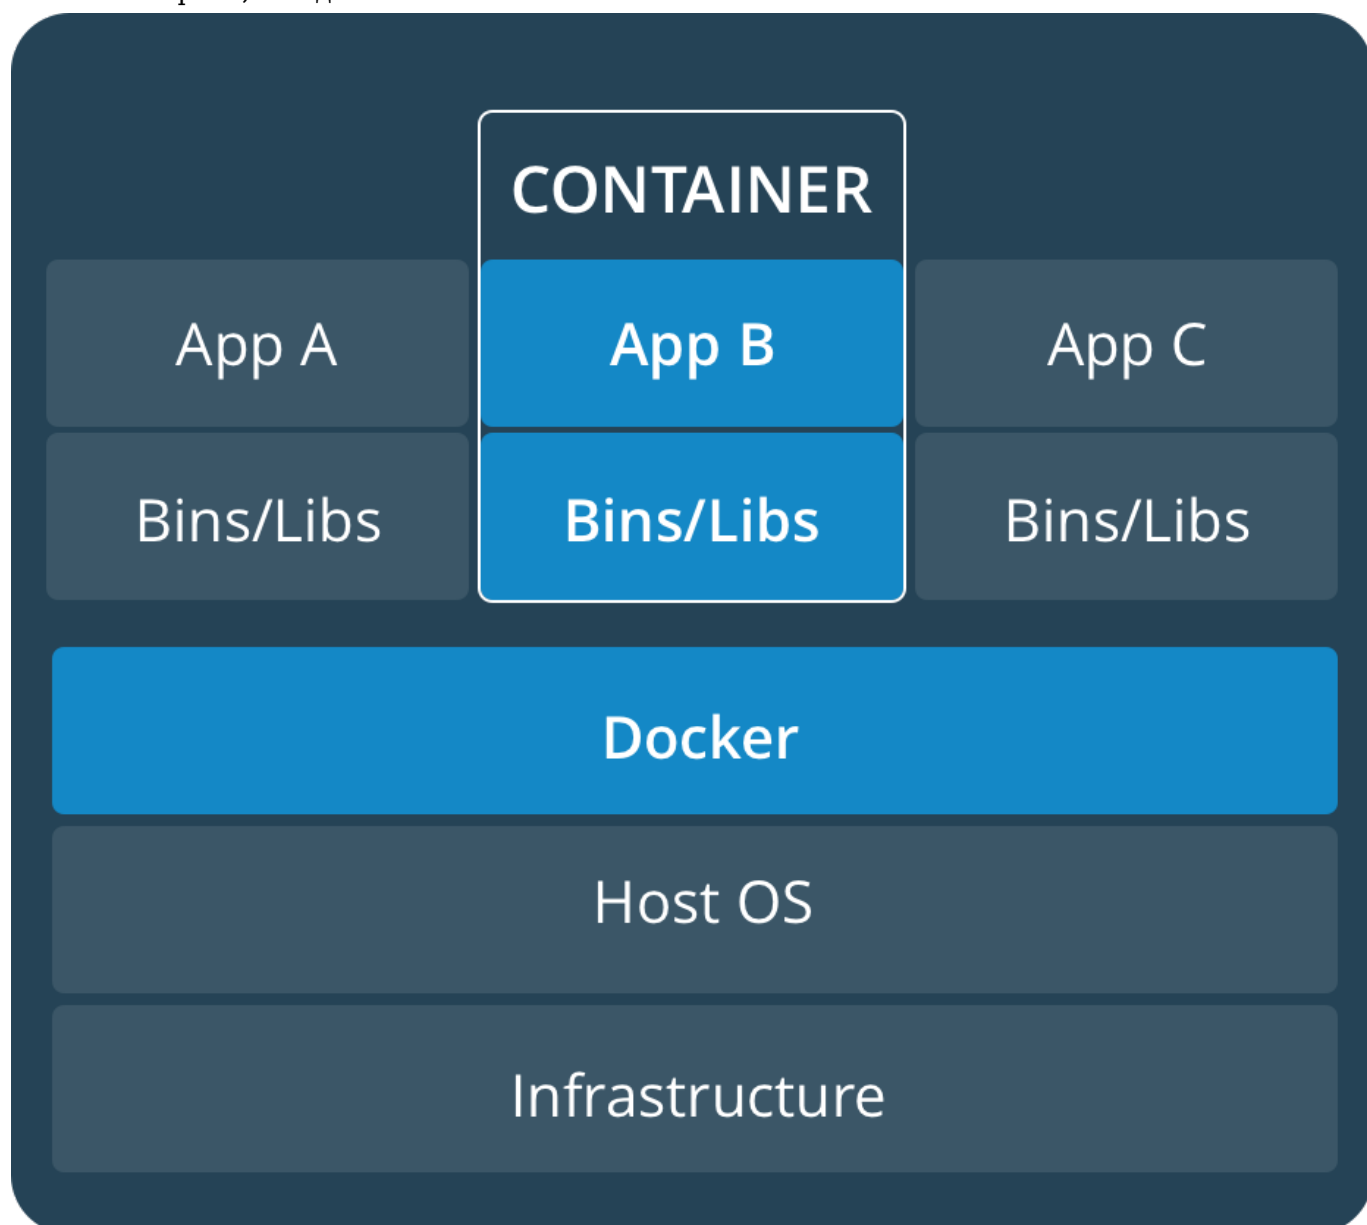 CONTAINER
App A App B App C
Bins/Libs Bins/Libs Bins/Libs
Docker
Host OS
Infrastructure